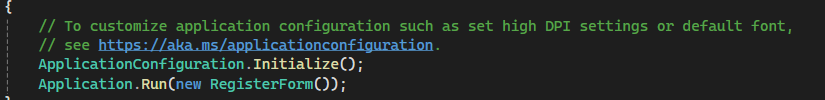 {
// To customize application configuration such as set high DPI settings or default font,
// see https://aka.ms/applicationconfiguration.
ApplicationConfiguration.Initialize();
Application.Run(new RegisterForm());
}